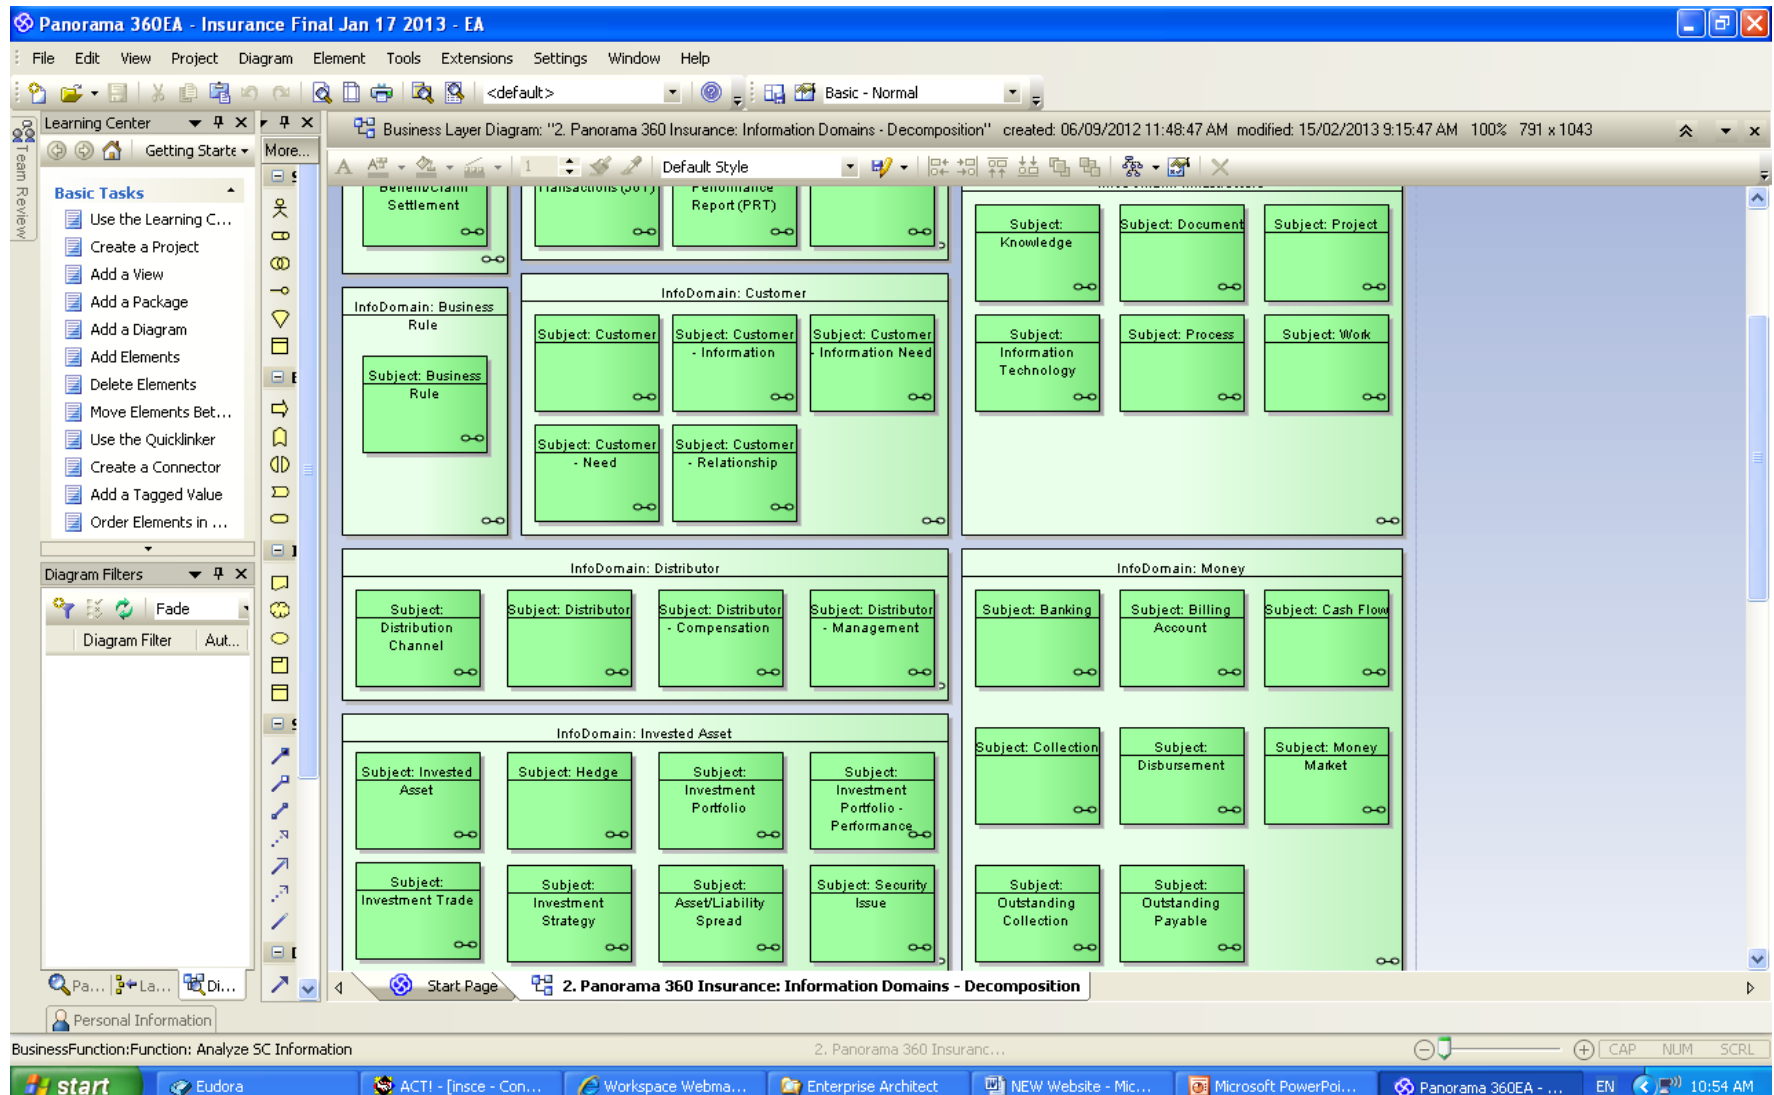 Panorama 360EA - Insurance Final Jan 17 2013 - EA
File Edit View Project Diagram Element Tools Extensions Settings Window Help
<default> Basic - Normal
Team Review
Learning Center
Getting Starte
Basic Tasks
Use the Learning C...
Create a Project
Add a View
Add a Package
Add a Diagram
Add Elements
Delete Elements
Move Elements Bet...
Use the Quicklinker
Create a Connector
Add a Tagged Value
Order Elements in ...
Diagram Filters
Fade
Diagram Filter Aut...
Pa... La... Di...
Personal Information
More...
Business Layer Diagram: "2. Panorama 360 Insurance: Information Domains - Decomposition" created: 06/09/2012 11:48:47 AM modified: 15/02/2013 9:15:47 AM 100% 791 x 1043
A 1 Default Style
Benefit/Claim
Settlement
Transactions (JUT)
Performance
Report (PRT)
Subject:
Knowledge
Subject: Document
Subject: Project
Subject:
Information
Technology
Subject: Process
Subject: Work
InfoDomain: Business
Rule
Subject: Business
Rule
InfoDomain: Customer
Subject: Customer
Subject: Customer
- Information
Subject: Customer
- Information Need
Subject: Customer
- Need
Subject: Customer
- Relationship
InfoDomain: Distributor
Subject:
Distribution
Channel
Subject: Distributor
Subject: Distributor
- Compensation
Subject: Distributor
- Management
InfoDomain: Money
Subject: Banking
Subject: Billing
Account
Subject: Cash Flow
Subject: Collection
Subject:
Disbursement
Subject: Money
Market
Subject:
Outstanding
Collection
Subject:
Outstanding
Payable
InfoDomain: Invested Asset
Subject: Invested
Asset
Subject: Hedge
Subject:
Investment
Portfolio
Subject:
Investment
Portfolio -
Performance
Subject:
Investment Trade
Subject:
Investment
Strategy
Subject:
Asset/Liability
Spread
Subject: Security
Issue
Start Page 2. Panorama 360 Insurance: Information Domains - Decomposition
BusinessFunction:Function: Analyze SC Information 2. Panorama 360 Insuranc... CAP NUM SCRL
start Eudora ACT! - [insce - Con... Workspace Webma... Enterprise Architect NEW Website - Mic... Microsoft PowerPoi... Panorama 360EA - ... EN 10:54 AM